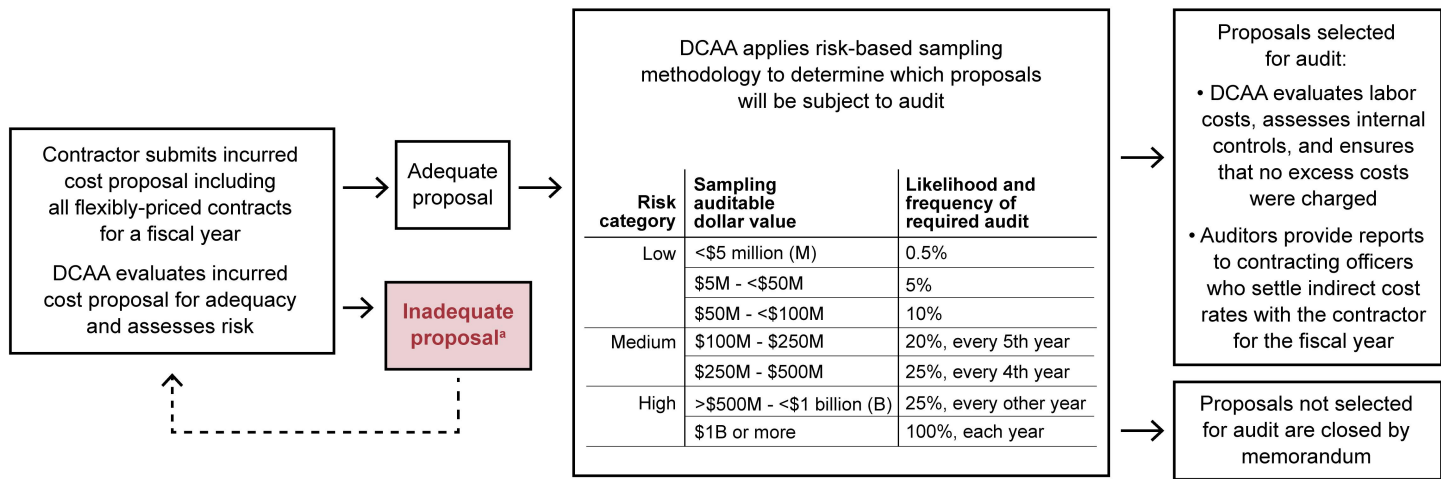 Contractor submits incurred
cost proposal including
all flexibly-priced contracts
for a fiscal year
DCAA evaluates incurred
cost proposal for adequacy
and assesses risk
Adequate
proposal
Inadequate
proposalᵃ
DCAA applies risk-based sampling
methodology to determine which proposals
will be subject to audit
Risk
category
Sampling
auditable
dollar value
Likelihood and
frequency of
required audit
Low
<$5 million (M)
0.5%
$5M - <$50M
5%
$50M - <$100M
10%
Medium
$100M - $250M
20%, every 5th year
$250M - $500M
25%, every 4th year
High
>$500M - <$1 billion (B)
25%, every other year
$1B or more
100%, each year
Proposals selected
for audit:
• DCAA evaluates labor
costs, assesses internal
controls, and ensures
that no excess costs
were charged
• Auditors provide reports
to contracting officers
who settle indirect cost
rates with the contractor
for the fiscal year
Proposals not selected
for audit are closed by
memorandum